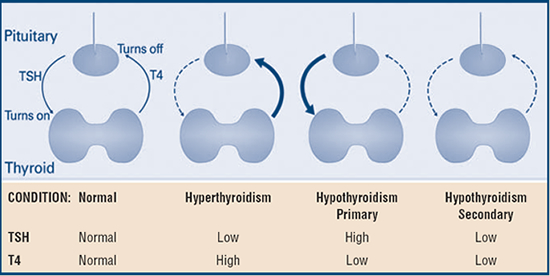 Pituitary
Turns off
TSH
T4
Turns on
Thyroid
CONDITION: Normal Hyperthyroidism Hypothyroidism Primary Hypothyroidism Secondary
TSH Normal Low High Low
T4 Normal High Low Low